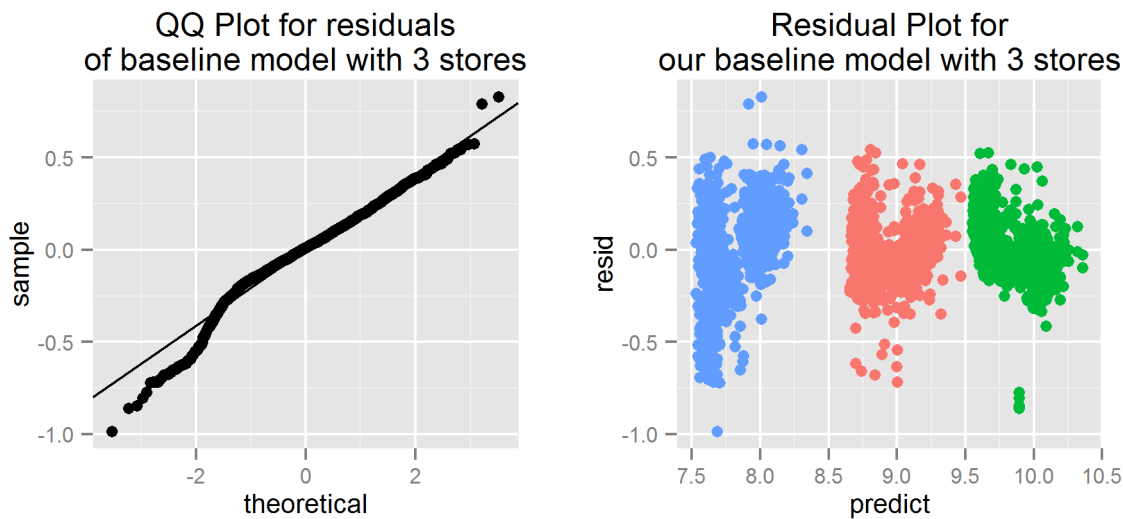 QQ Plot for residuals
of baseline model with 3 stores
sample
0.5
0.0
-0.5
-1.0
-2
0
2
theoretical
Residual Plot for
our baseline model with 3 stores
resid
0.5
0.0
-0.5
-1.0
7.5
8.0
8.5
9.0
9.5
10.0
10.5
predict